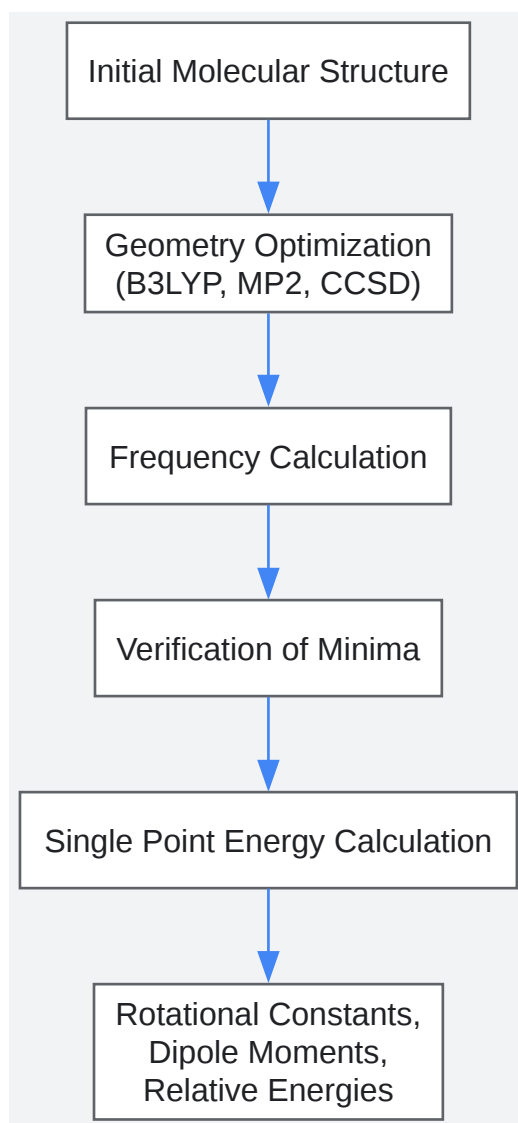 Initial Molecular Structure
Geometry Optimization
(B3LYP, MP2, CCSD)
Frequency Calculation
Verification of Minima
Single Point Energy Calculation
Rotational Constants,
Dipole Moments,
Relative Energies